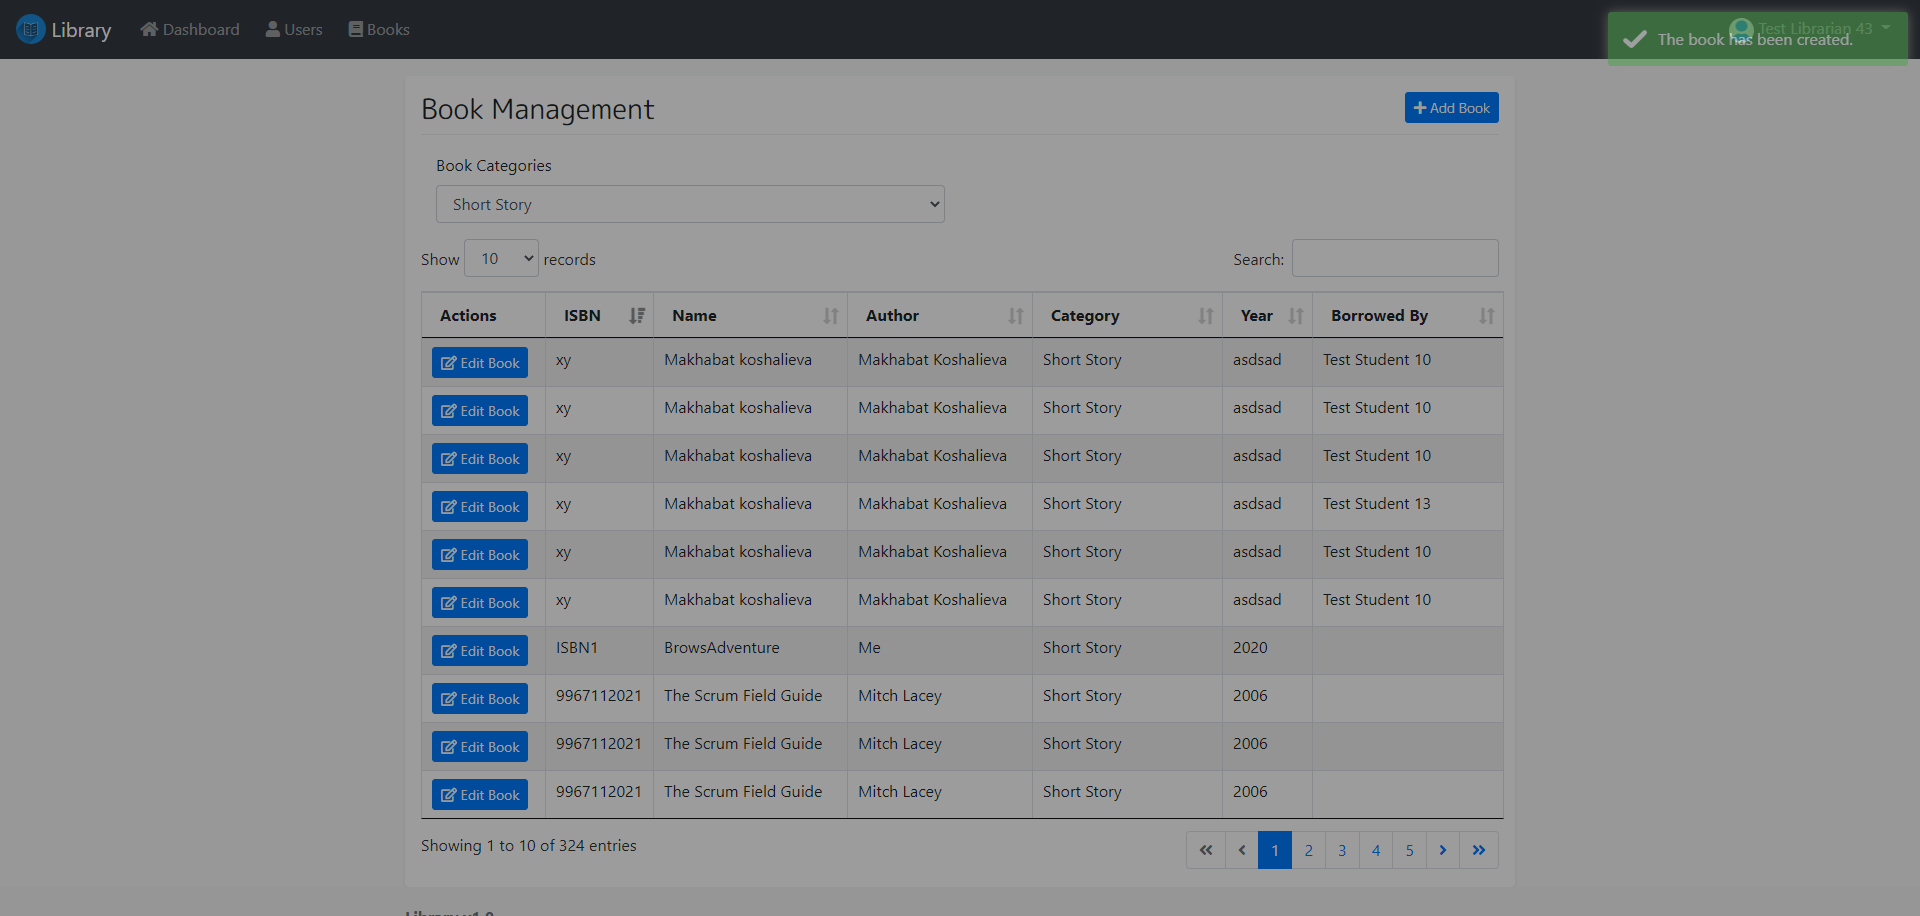 Library Dashboard Users Books Test Librarian 43
The book has been created.
Book Management
Add Book
Book Categories
Short Story
Show 10 records
Search:
Actions ISBN Name Author Category Year Borrowed By
Edit Book xy Makhabat koshalieva Makhabat Koshalieva Short Story asdsad Test Student 10
Edit Book xy Makhabat koshalieva Makhabat Koshalieva Short Story asdsad Test Student 10
Edit Book xy Makhabat koshalieva Makhabat Koshalieva Short Story asdsad Test Student 10
Edit Book xy Makhabat koshalieva Makhabat Koshalieva Short Story asdsad Test Student 13
Edit Book xy Makhabat koshalieva Makhabat Koshalieva Short Story asdsad Test Student 10
Edit Book xy Makhabat koshalieva Makhabat Koshalieva Short Story asdsad Test Student 10
Edit Book ISBN1 BrowsAdventure Me Short Story 2020
Edit Book 9967112021 The Scrum Field Guide Mitch Lacey Short Story 2006
Edit Book 9967112021 The Scrum Field Guide Mitch Lacey Short Story 2006
Edit Book 9967112021 The Scrum Field Guide Mitch Lacey Short Story 2006
Showing 1 to 10 of 324 entries
« ‹ 1 2 3 4 5 › »